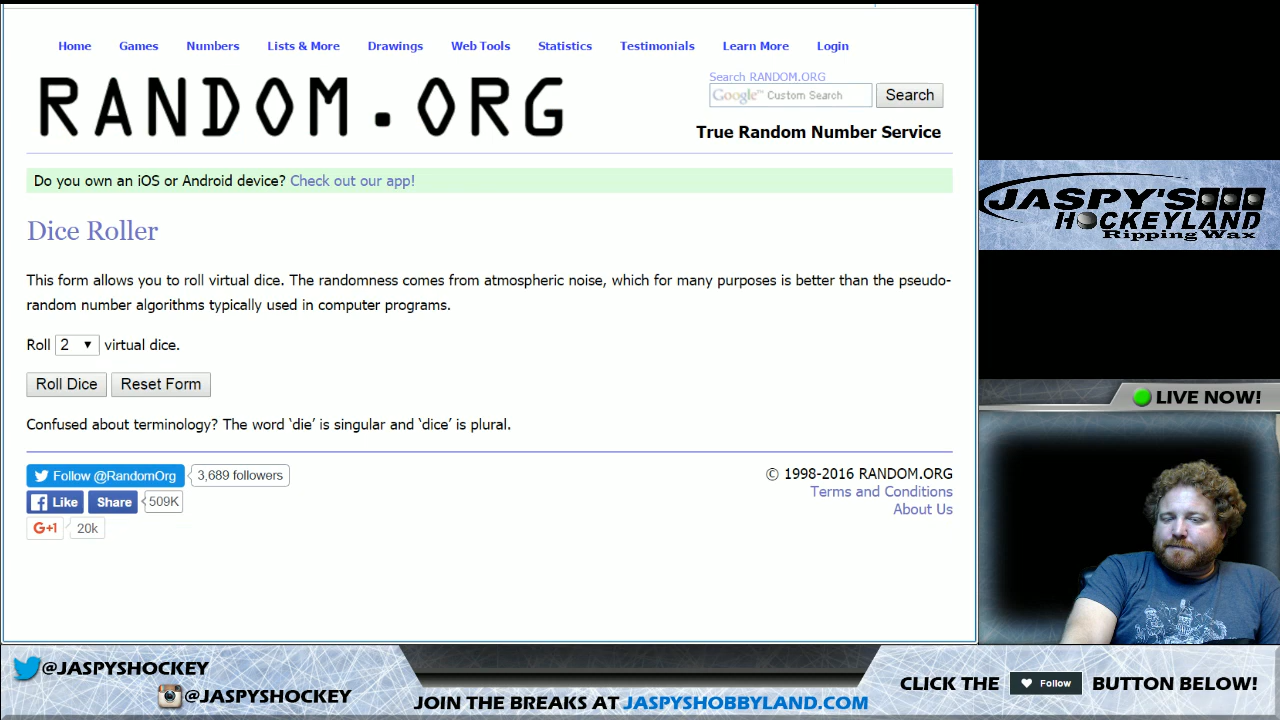 Home Games Numbers Lists & More Drawings Web Tools Statistics Testimonials Learn More Login
RANDOM.ORG
Search RANDOM.ORG
Google™ Custom Search
Search
True Random Number Service
Do you own an iOS or Android device? Check out our app!
Dice Roller
This form allows you to roll virtual dice. The randomness comes from atmospheric noise, which for many purposes is better than the pseudo-
random number algorithms typically used in computer programs.
Roll 2 ▼ virtual dice.
Roll Dice Reset Form
Confused about terminology? The word ‘die’ is singular and ‘dice’ is plural.
Follow @RandomOrg 3,689 followers
Like Share 509K
G+1 20k
© 1998-2016 RANDOM.ORG
Terms and Conditions
About Us
JASPY'S
HOCKEYLAND
Ripping Wax
LIVE NOW!
@JASPYSHOCKEY
@JASPYSHOCKEY
JOIN THE BREAKS AT JASPYSHOBBYLAND.COM
CLICK THE Follow BUTTON BELOW!